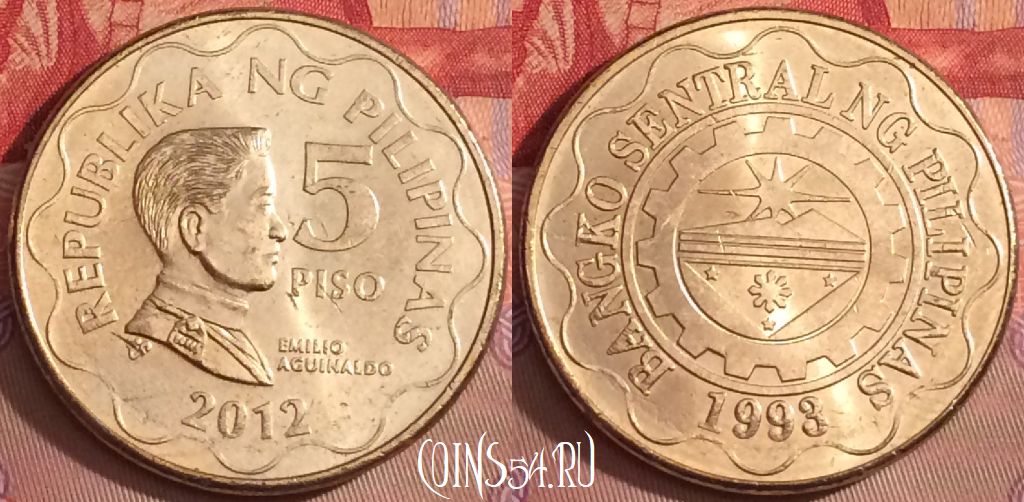 REPUBLIKA NG PILIPINAS
5
PISO
EMILIO
AGUINALDO
2012
BANGKO SENTRAL NG PILIPINAS
1993
COINS54.RU